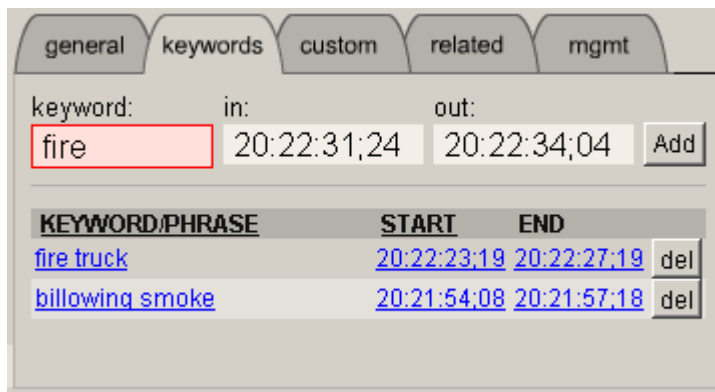 general keywords custom related mgmt
keyword: in: out:
fire 20:22:31;24 20:22:34;04 Add
KEYWORD/PHRASE START END
fire truck 20:22:23;19 20:22:27;19 del
billowing smoke 20:21:54;08 20:21:57;18 del